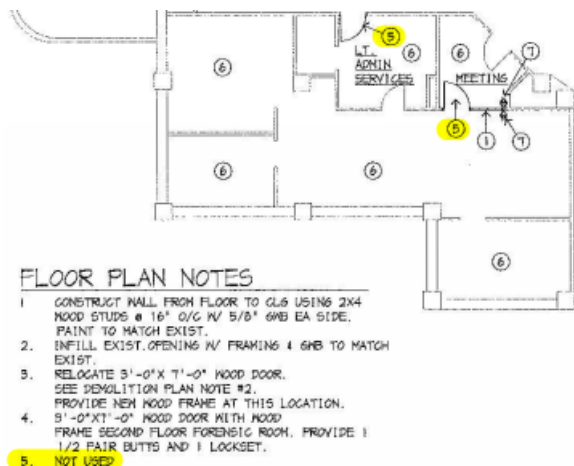 5
6
6
6
7
LT.
ADMIN
SERVICES
MEETING
5
1
7
6
6
6
FLOOR PLAN NOTES
1 CONSTRUCT WALL FROM FLOOR TO CLG USING 2X4
WOOD STUDS @ 16" O/C W/ 5/8" GWB EA SIDE.
PAINT TO MATCH EXIST.
2. INFILL EXIST. OPENING W/ FRAMING & GWB TO MATCH
EXIST.
3. RELOCATE 3'-0"X 7'-0" WOOD DOOR.
SEE DEMOLITION PLAN NOTE #2.
PROVIDE NEW WOOD FRAME AT THIS LOCATION.
4. 3'-0"X7'-0" WOOD DOOR WITH WOOD
FRAME SECOND FLOOR FORENSIC ROOM. PROVIDE 1
1/2 PAIR BUTTS AND 1 LOCKSET.
5. NOT USED